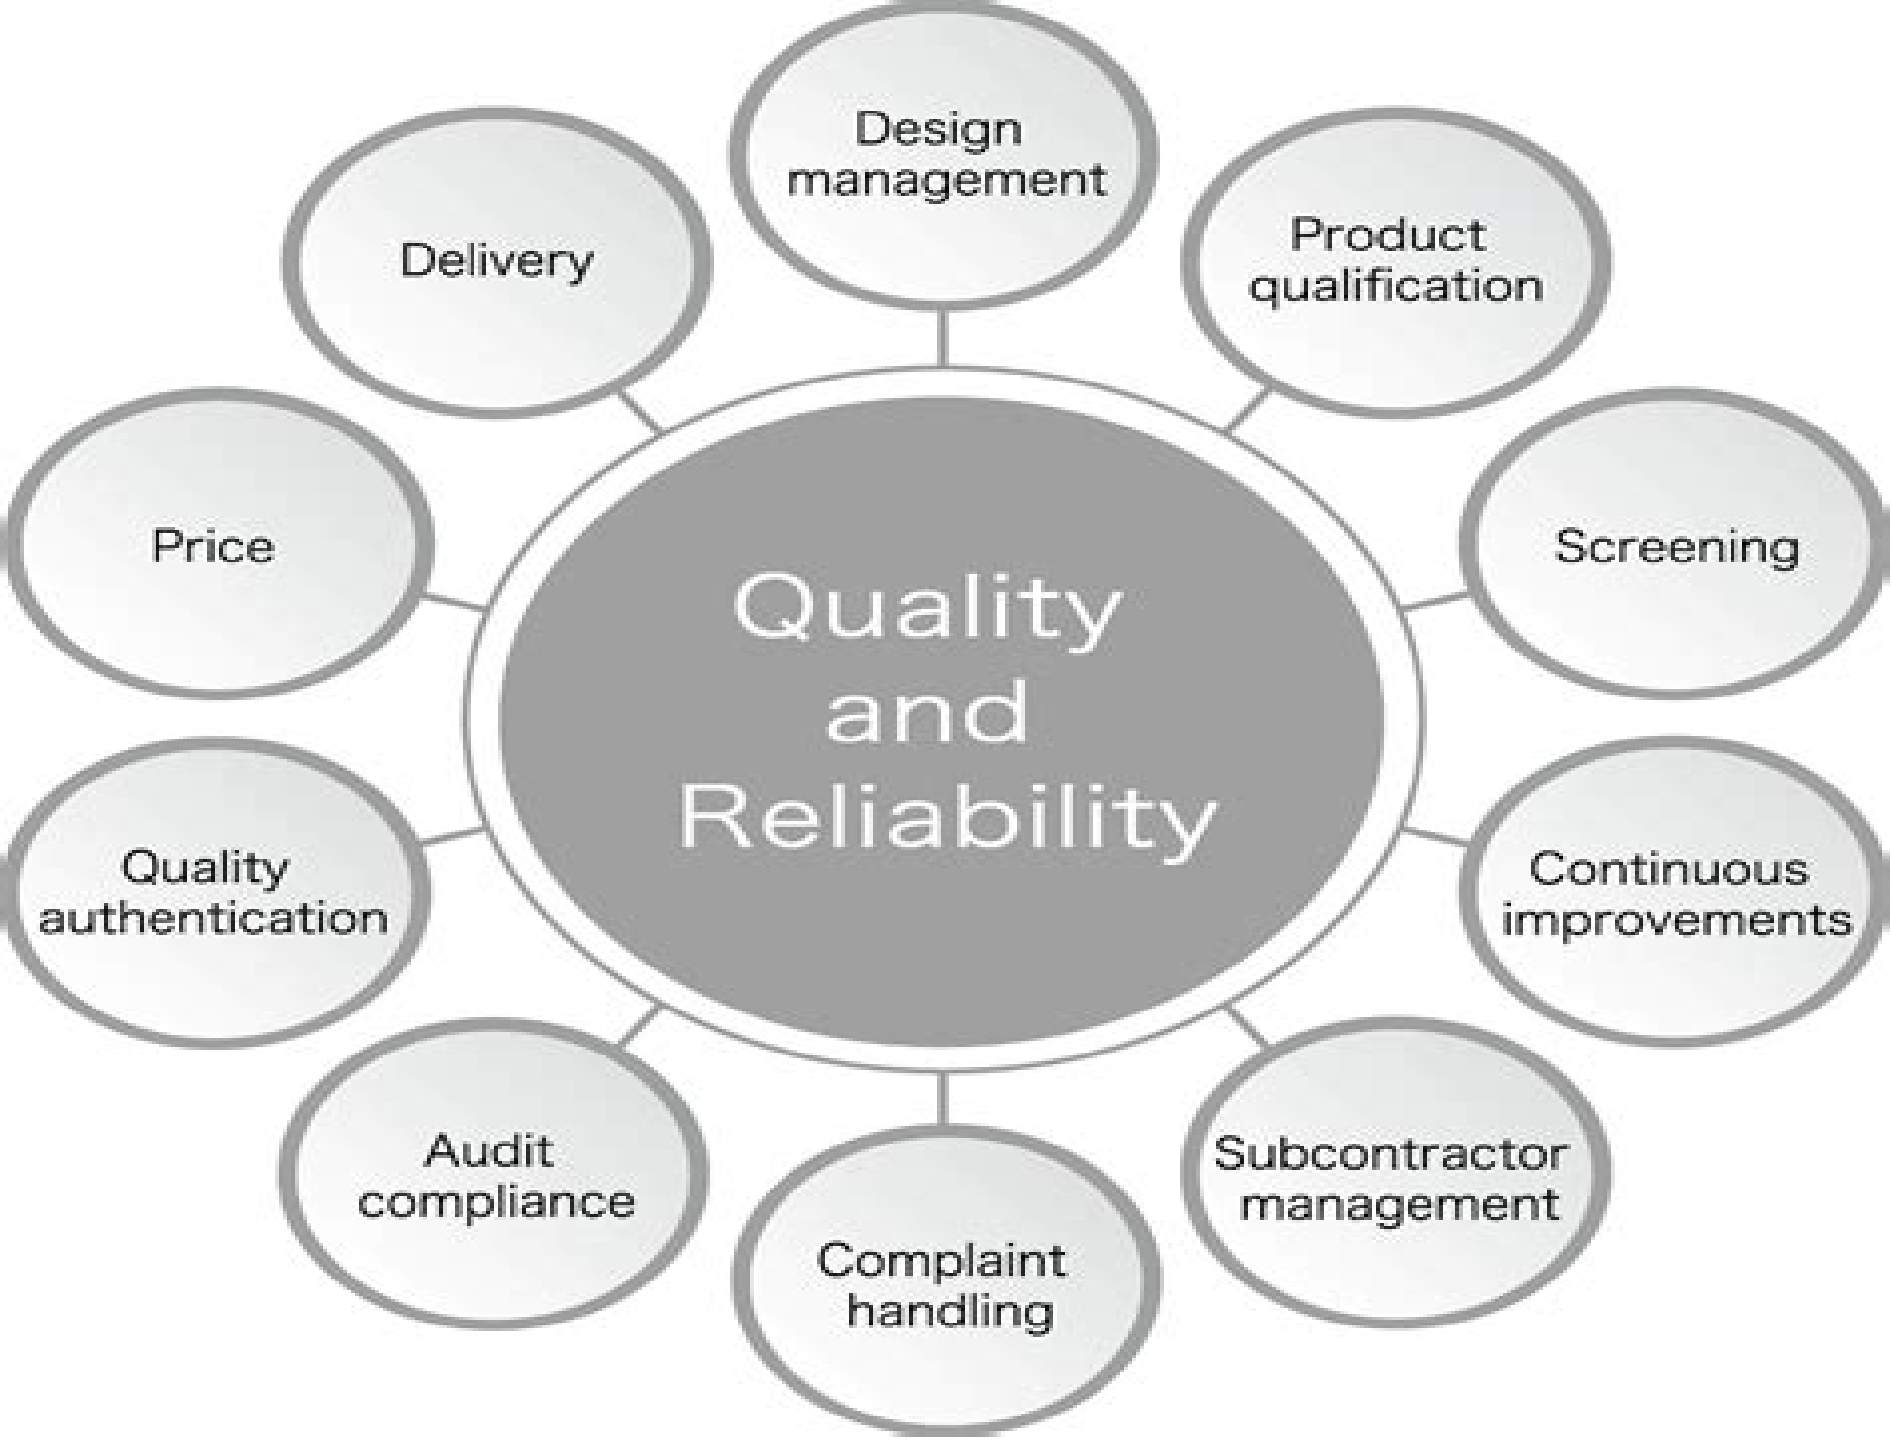 Design
management
Product
qualification
Screening
Continuous
improvements
Subcontractor
management
Complaint
handling
Audit
compliance
Quality
authentication
Price
Delivery
Quality
and
Reliability